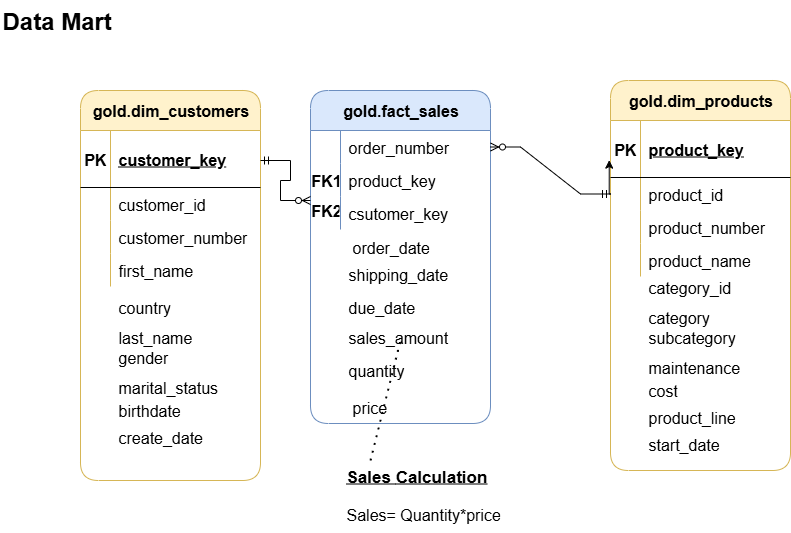 Data Mart
gold.dim_customers
PK customer_key
customer_id
customer_number
first_name
country
last_name
gender
marital_status
birthdate
create_date
gold.fact_sales
order_number
FK1 product_key
FK2 csutomer_key
order_date
shipping_date
due_date
sales_amount
quantity
price
Sales Calculation
Sales= Quantity*price
gold.dim_products
PK product_key
product_id
product_number
product_name
category_id
category
subcategory
maintenance
cost
product_line
start_date